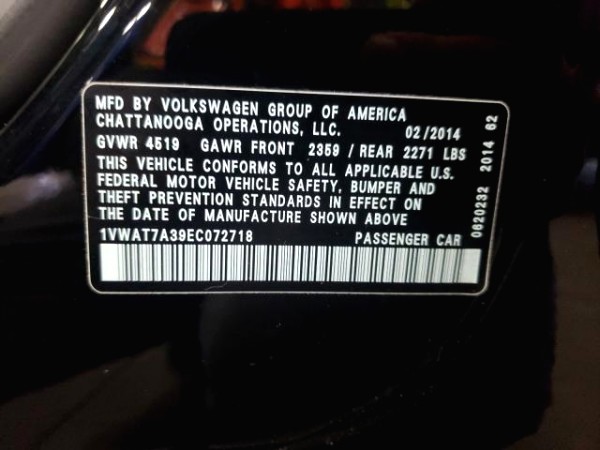 MFD BY VOLKSWAGEN GROUP OF AMERICA
CHATTANOOGA OPERATIONS, LLC. 02/2014
GVWR 4519 GAWR FRONT 2359 / REAR 2271 LBS
THIS VEHICLE CONFORMS TO ALL APPLICABLE U.S.
FEDERAL MOTOR VEHICLE SAFETY, BUMPER AND
THEFT PREVENTION STANDARDS IN EFFECT ON
THE DATE OF MANUFACTURE SHOWN ABOVE
1VWAT7A39EC072718 PASSENGER CAR
0620232 2014 62